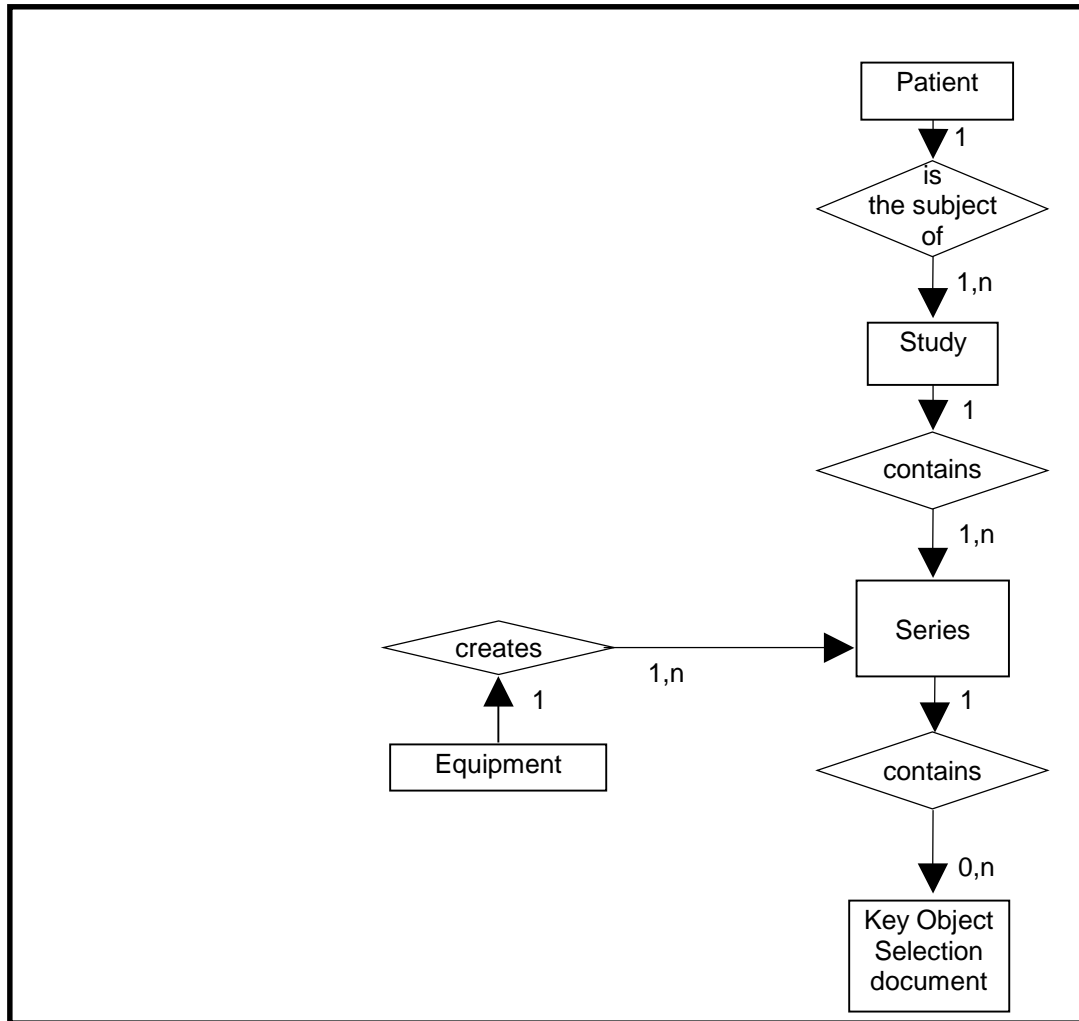 Patient
1
is
the subject
of
1,n
Study
1
contains
1,n
Series
creates
1,n
1
1
Equipment
contains
0,n
Key Object
Selection
document